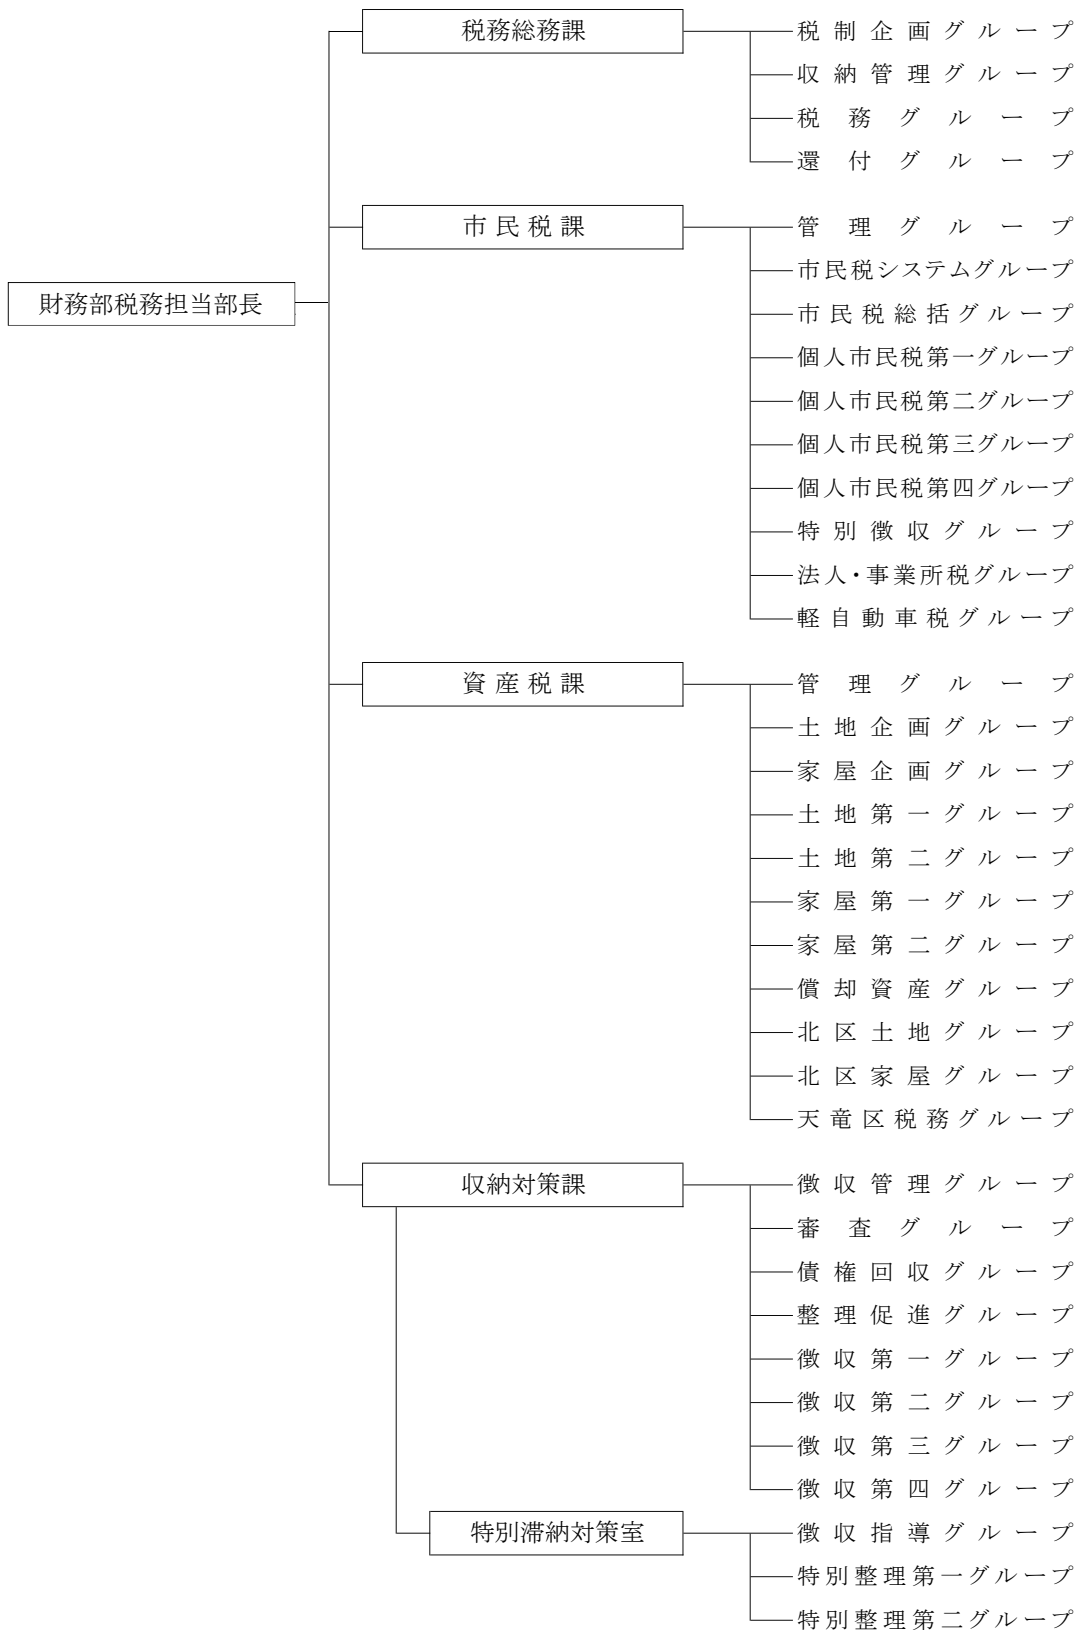 財務部税務担当部長
税務総務課
税制企画グループ
収納管理グループ
税務グループ
還付グループ
市民税課
管理グループ
市民税システムグループ
市民税総括グループ
個人市民税第一グループ
個人市民税第二グループ
個人市民税第三グループ
個人市民税第四グループ
特別徴収グループ
法人・事業所税グループ
軽自動車税グループ
資産税課
管理グループ
土地企画グループ
家屋企画グループ
土地第一グループ
土地第二グループ
家屋第一グループ
家屋第二グループ
償却資産グループ
北区土地グループ
北区家屋グループ
天竜区税務グループ
収納対策課
徴収管理グループ
審査グループ
債権回収グループ
整理促進グループ
徴収第一グループ
徴収第二グループ
徴収第三グループ
徴収第四グループ
特別滞納対策室
徴収指導グループ
特別整理第一グループ
特別整理第二グループ